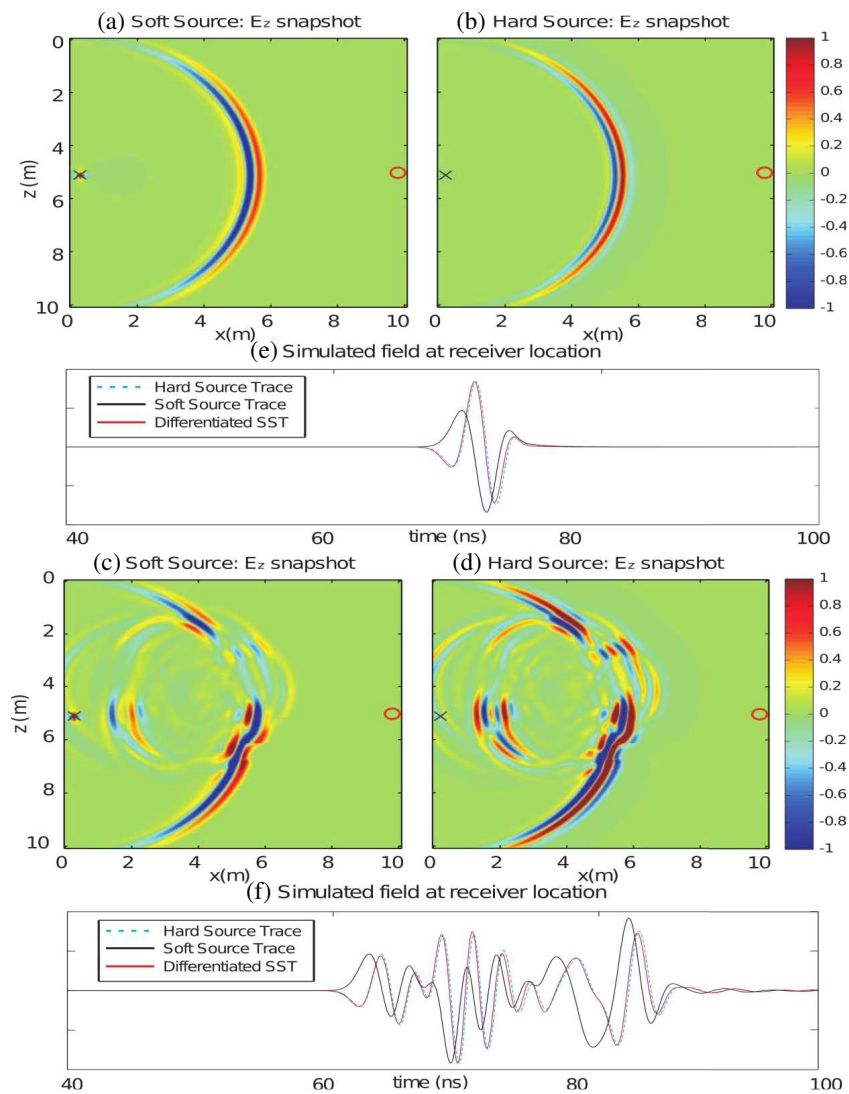 (a) Soft Source: Ez snapshot
(b) Hard Source: Ez snapshot
0
2
4
6
8
10
z (m)
0 2 4 6 8 10
x(m)
0 2 4 6 8 10
x(m)
1
0.8
0.6
0.4
0.2
0
-0.2
-0.4
-0.6
-0.8
-1
(e) Simulated field at receiver location
Hard Source Trace
Soft Source Trace
Differentiated SST
40 60 80 100
time (ns)
(c) Soft Source: Ez snapshot
(d) Hard Source: Ez snapshot
0
2
4
6
8
10
z(m)
0 2 4 6 8 10
x(m)
0 2 4 6 8 10
x(m)
1
0.8
0.6
0.4
0.2
0
-0.2
-0.4
-0.6
-0.8
-1
(f) Simulated field at receiver location
Hard Source Trace
Soft Source Trace
Differentiated SST
40 60 80 100
time (ns)